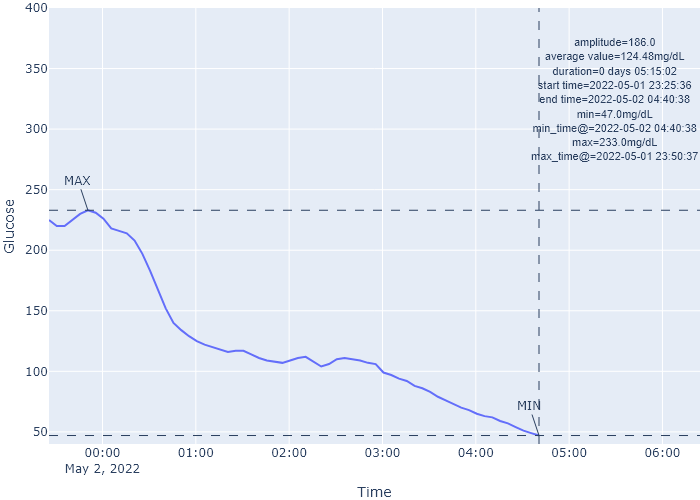 400
350
300
250
200
150
100
50
Glucose
amplitude=186.0
average value=124.48mg/dL
duration=0 days 05:15:02
start time=2022-05-01 23:25:36
end time=2022-05-02 04:40:38
min=47.0mg/dL
min_time@=2022-05-02 04:40:38
max=233.0mg/dL
max_time@=2022-05-01 23:50:37
MAX
MIN
00:00 01:00 02:00 03:00 04:00 05:00 06:00
May 2, 2022
Time